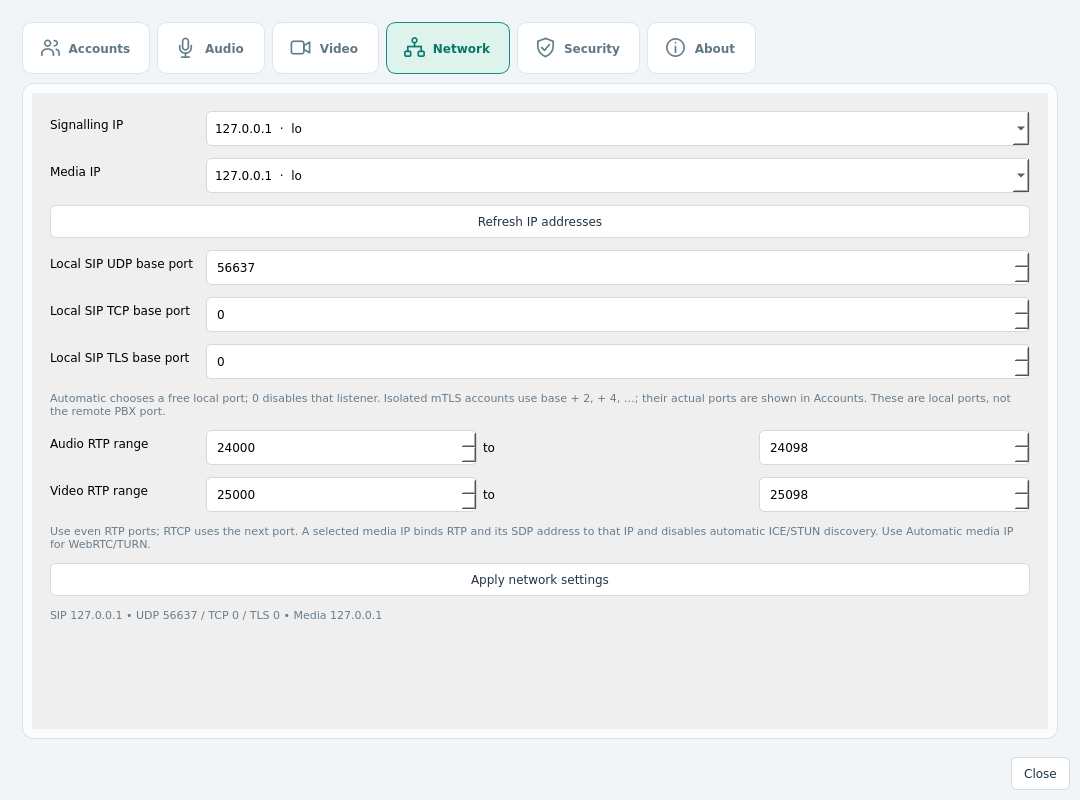 Accounts
Audio
Video
Network
Security
About
Signalling IP
127.0.0.1 · lo
Media IP
127.0.0.1 · lo
Refresh IP addresses
Local SIP UDP base port
56637
Local SIP TCP base port
0
Local SIP TLS base port
0
Automatic chooses a free local port; 0 disables that listener. Isolated mTLS accounts use base + 2, + 4, …; their actual ports are shown in Accounts. These are local ports, not
the remote PBX port.
Audio RTP range
24000
to
24098
Video RTP range
25000
to
25098
Use even RTP ports; RTCP uses the next port. A selected media IP binds RTP and its SDP address to that IP and disables automatic ICE/STUN discovery. Use Automatic media IP
for WebRTC/TURN.
Apply network settings
SIP 127.0.0.1 • UDP 56637 / TCP 0 / TLS 0 • Media 127.0.0.1
Close